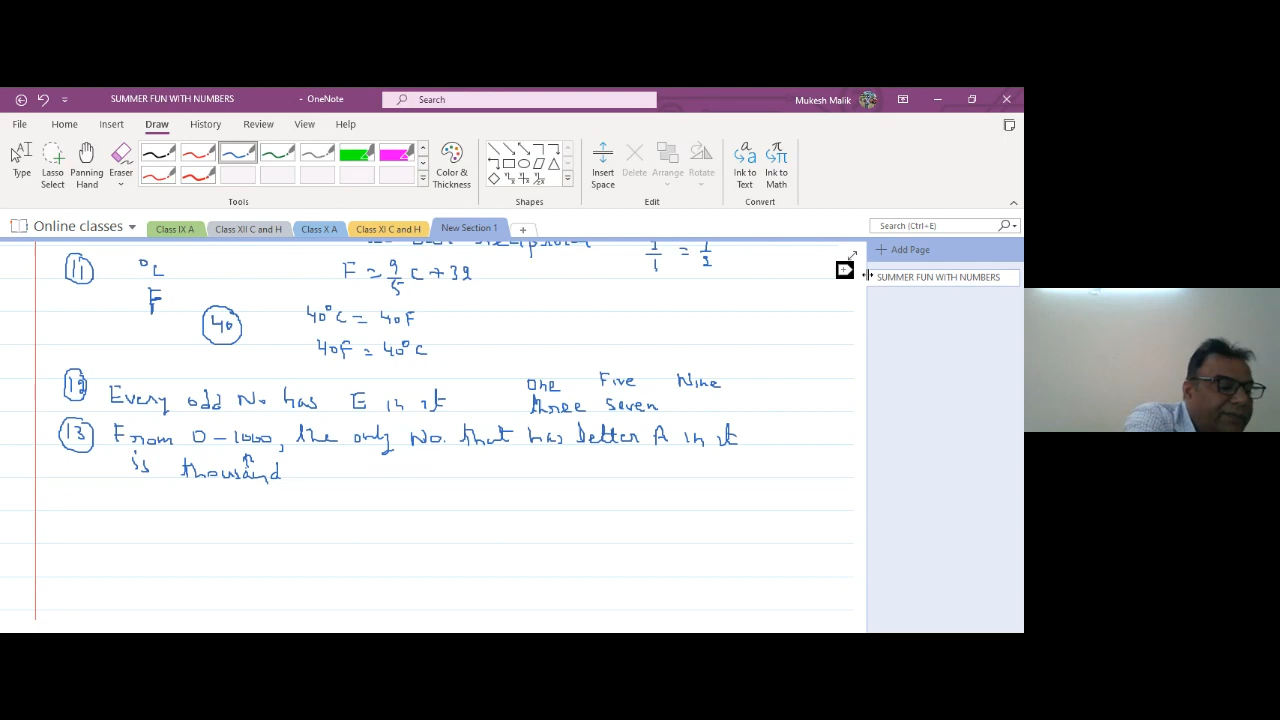 SUMMER FUN WITH NUMBERS - OneNote
Search
Mukesh Malik
File Home Insert Draw History Review View Help
Type
Lasso Select
Panning Hand
Eraser
Color & Thickness
Insert Space
Delete
Arrange
Rotate
Ink to Text
Ink to Math
Tools
Shapes
Edit
Convert
Online classes
Class IX A
Class XII C and H
Class X A
Class XI C and H
New Section 1
Search (Ctrl+E)
Add Page
SUMMER FUN WITH NUMBERS
11 °C F = 9/5 C + 32
F
40 40°C = 40F
40F = 40°C
12 Every odd No has E in it One Five Nine
three seven
13 From 0-1000, the only No. that has letter A in it
is thousand